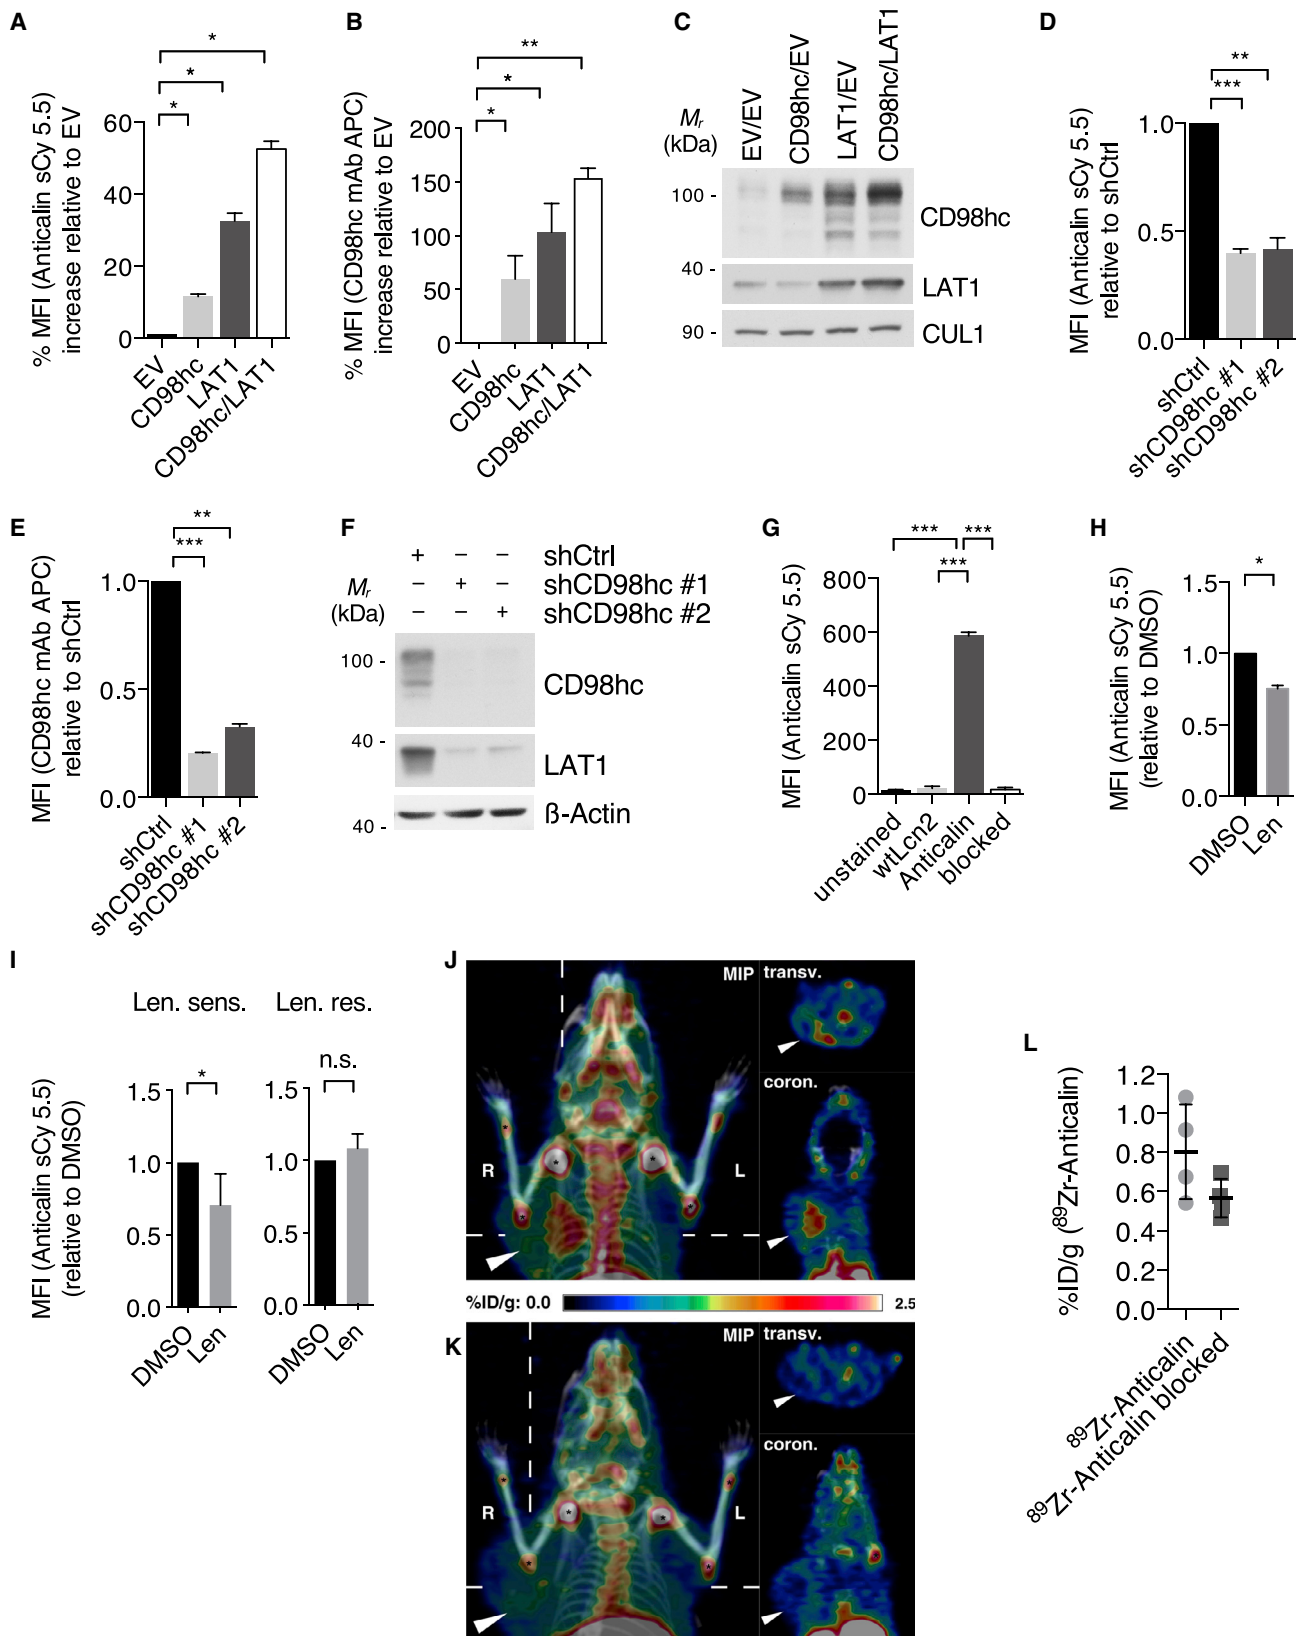 A
*
*
*
% MFI (Anticalin sCy 5.5)
increase relative to EV
60
40
20
0
EV
CD98hc
LAT1
CD98hc/LAT1
B
**
*
*
% MFI (CD98hc mAb APC)
increase relative to EV
200
150
100
50
0
EV
CD98hc
LAT1
CD98hc/LAT1
C
Mr
(kDa)
EV/EV
CD98hc/EV
LAT1/EV
CD98hc/LAT1
100 -
CD98hc
40 -
LAT1
90 -
CUL1
D
**
***
MFI (Anticalin sCy 5.5)
relative to shCtrl
1.0
0.5
0.0
shCtrl
shCD98hc #1
shCD98hc #2
E
**
***
MFI (CD98hc mAb APC)
relative to shCtrl
1.0
0.5
0.0
shCtrl
shCD98hc #1
shCD98hc #2
F
+ – – shCtrl
– + – shCD98hc #1
– – + shCD98hc #2
Mr
(kDa)
100 -
CD98hc
40 -
LAT1
40 -
ß-Actin
G
*** ***
***
MFI (Anticalin sCy 5.5)
800
600
400
200
0
unstained
wtLcn2
Anticalin
blocked
H
*
MFI (Anticalin sCy 5.5)
(relative to DMSO)
1.5
1.0
0.5
0.0
DMSO
Len
I
Len. sens.
Len. res.
MFI (Anticalin sCy 5.5)
(relative to DMSO)
*
1.5
1.0
0.5
0.0
DMSO
Len
n.s.
1.5
1.0
0.5
0.0
DMSO
Len
J
MIP
transv.
coron.
R
L
*
*
*
*
*
%ID/g: 0.0
2.5
K
MIP
transv.
coron.
R
L
*
*
*
*
*
*
*
L
%ID/g (⁸⁹Zr-Anticalin)
1.2
1.0
0.8
0.6
0.4
0.2
0.0
⁸⁹Zr-Anticalin
⁸⁹Zr-Anticalin blocked